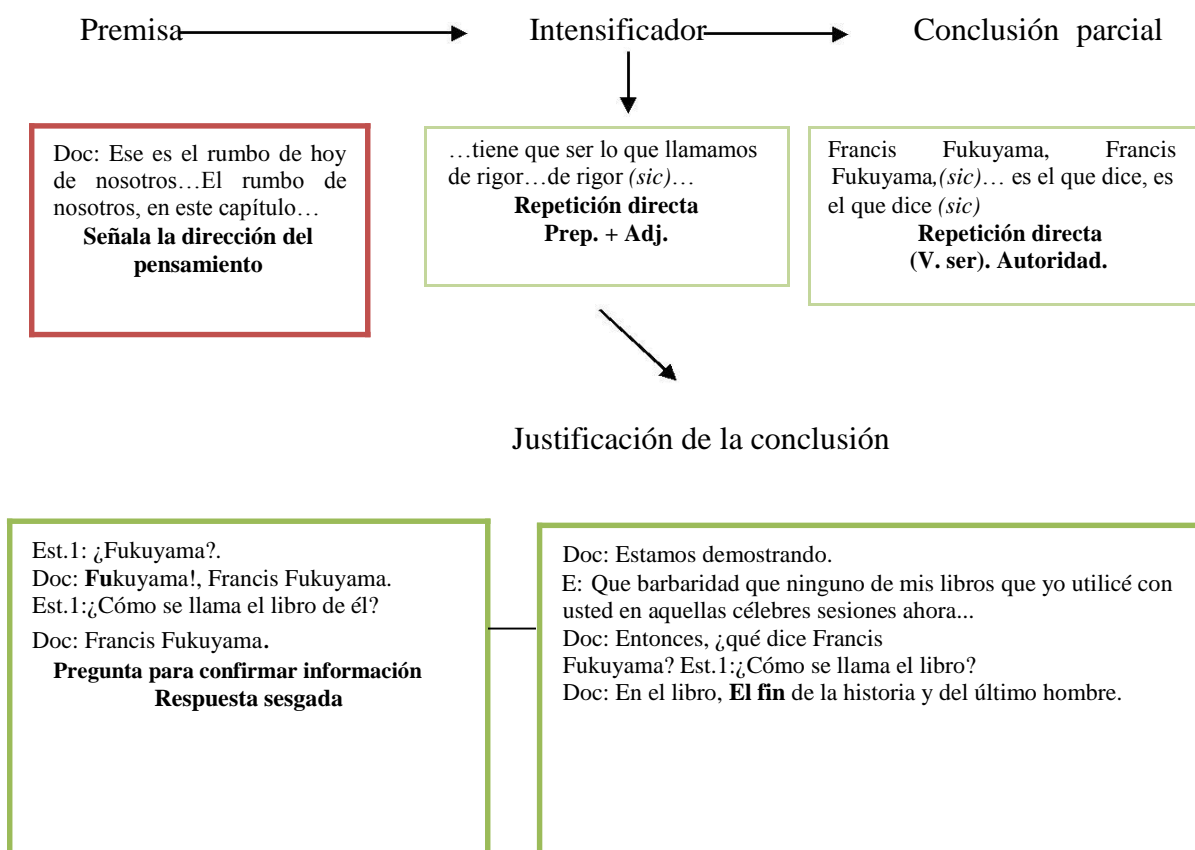 Premisa
Intensificador
Conclusión parcial
Doc: Ese es el rumbo de hoy
de nosotros…El rumbo de
nosotros, en este capítulo…
Señala la dirección del
pensamiento
…tiene que ser lo que llamamos
de rigor…de rigor (sic)…
Repetición directa
Prep. + Adj.
Francis Fukuyama, Francis
Fukuyama,(sic)… es el que dice, es
el que dice (sic)
Repetición directa
(V. ser). Autoridad.
Justificación de la conclusión
Est.1: ¿Fukuyama?.
Doc: Fukuyama!, Francis Fukuyama.
Est.1:¿Cómo se llama el libro de él?
Doc: Francis Fukuyama.
Pregunta para confirmar información
Respuesta sesgada
Doc: Estamos demostrando.
E: Que barbaridad que ninguno de mis libros que yo utilicé con
usted en aquellas célebres sesiones ahora...
Doc: Entonces, ¿qué dice Francis
Fukuyama? Est.1:¿Cómo se llama el libro?
Doc: En el libro, El fin de la historia y del último hombre.